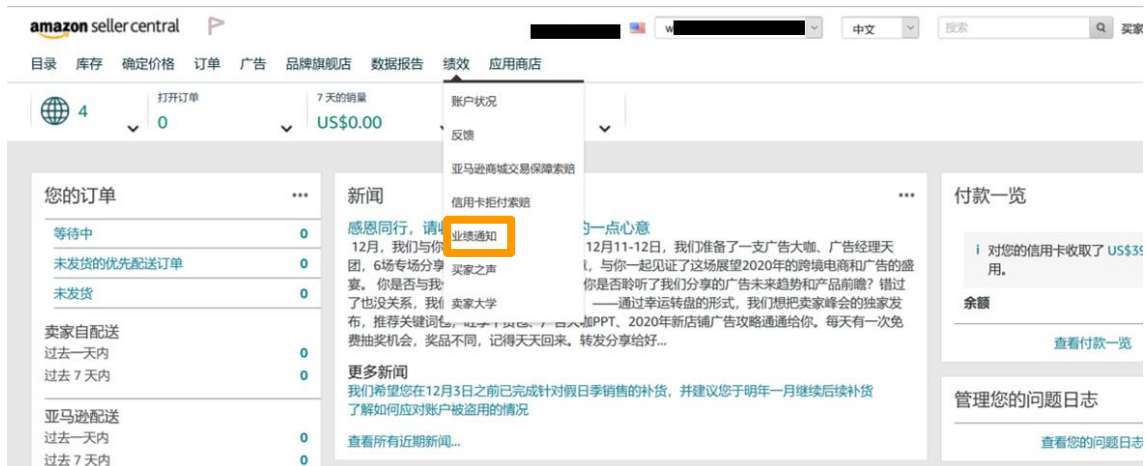 amazon seller central
w
中文
搜索
买家
目录 库存 确定价格 订单 广告 品牌旗舰店 数据报告 绩效 应用商店
4
打开订单
0
7 天的销量
US$0.00
账户状况
反馈
亚马逊商城交易保障索赔
信用卡拒付索赔
业绩通知
买家之声
卖家大学
您的订单
等待中 0
未发货的优先配送订单 0
未发货 0
卖家自配送
过去一天内 0
过去 7 天内 0
亚马逊配送
过去一天内 0
过去 7 天内 0
新闻
感恩同行，请 的一点心意
12月，我们与你 12月11-12日，我们准备了一支广告大咖、广告经理天
团，6场专场分享 ，与你一起见证了这场展望2020年的跨境电商和广告的盛
宴。 你是否与我 你是否聆听了我们分享的广告未来趋势和产品前瞻？错过
了也没关系，我们 ——通过幸运转盘的形式，我们想把卖家峰会的独家发
布，推荐关键词包，旺季干货包、广告大咖PPT、2020年新店铺广告攻略通通给你。每天有一次免
费抽奖机会，奖品不同，记得天天回来。转发分享给好...
更多新闻
我们希望您在12月3日之前已完成针对假日季销售的补货，并建议您于明年一月继续后续补货
了解如何应对账户被盗用的情况
查看所有近期新闻...
付款一览
对您的信用卡收取了 US$39
用。
余额
查看付款一览
管理您的问题日志
查看您的问题日志